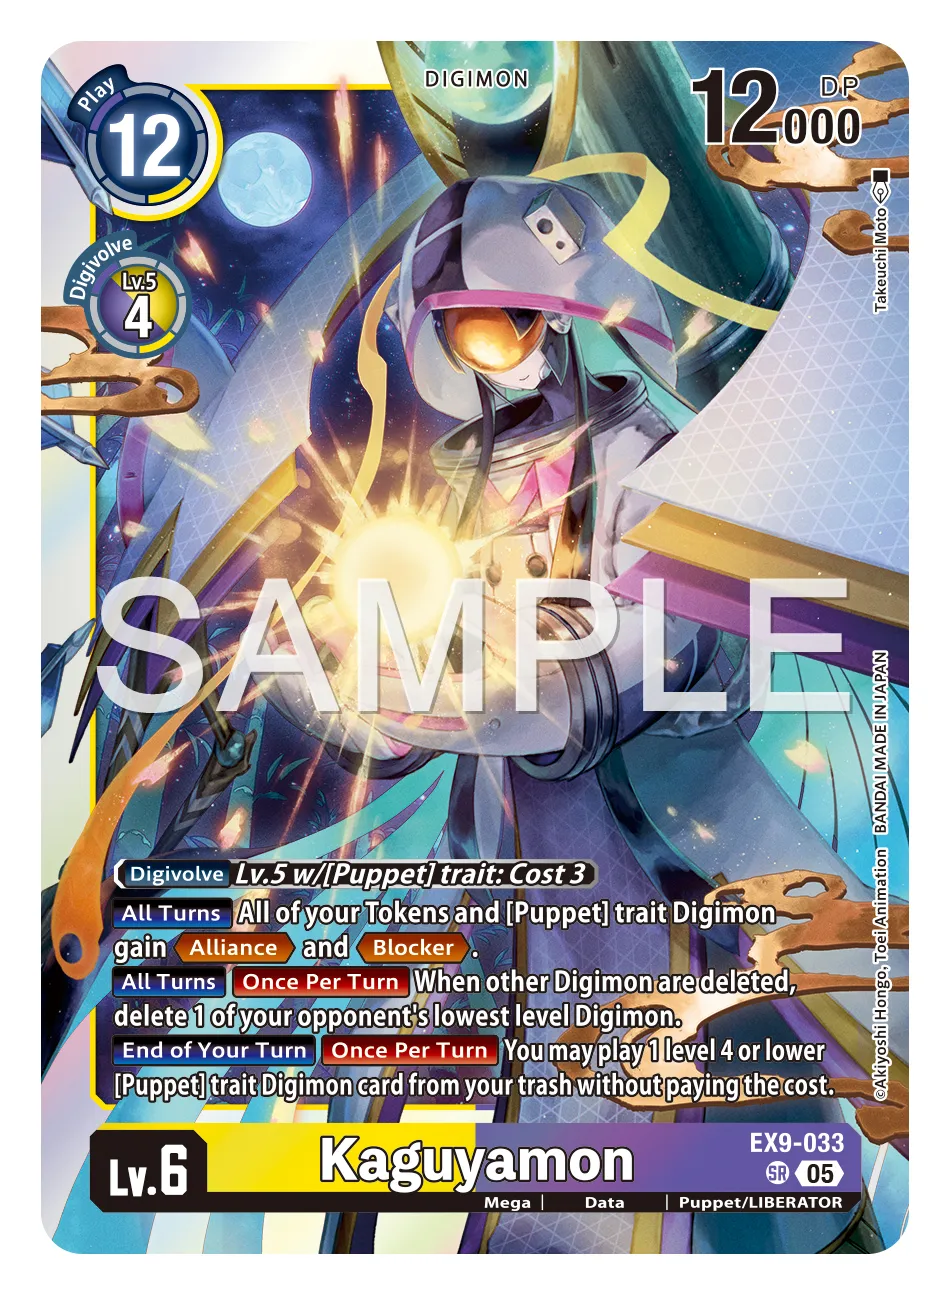 Play
12
DIGIMON
12000
DP
Digivolve
Lv.5
4
Takeuchi Moto
SAMPLE
BANDAI MADE IN JAPAN
©Akiyoshi Hongo, Toei Animation
Digivolve Lv.5 w/[Puppet] trait: Cost 3
All Turns All of your Tokens and [Puppet] trait Digimon
gain Alliance and Blocker.
All Turns Once Per Turn When other Digimon are deleted,
delete 1 of your opponent's lowest level Digimon.
End of Your Turn Once Per Turn You may play 1 level 4 or lower
[Puppet] trait Digimon card from your trash without paying the cost.
Lv.6
Kaguyamon
EX9-033
SR 05
Mega | Data | Puppet/LIBERATOR